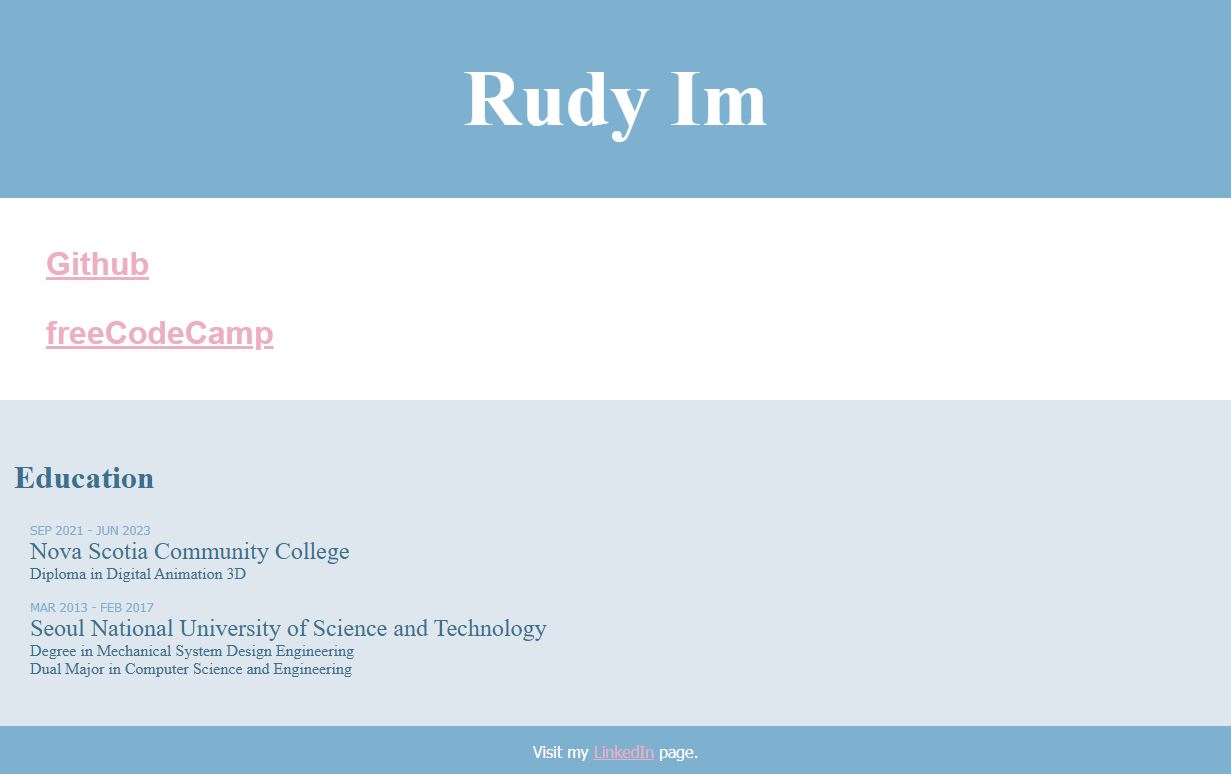 Rudy Im
Github
freeCodeCamp
Education
SEP 2021 - JUN 2023
Nova Scotia Community College
Diploma in Digital Animation 3D
MAR 2013 - FEB 2017
Seoul National University of Science and Technology
Degree in Mechanical System Design Engineering
Dual Major in Computer Science and Engineering
Visit my LinkedIn page.